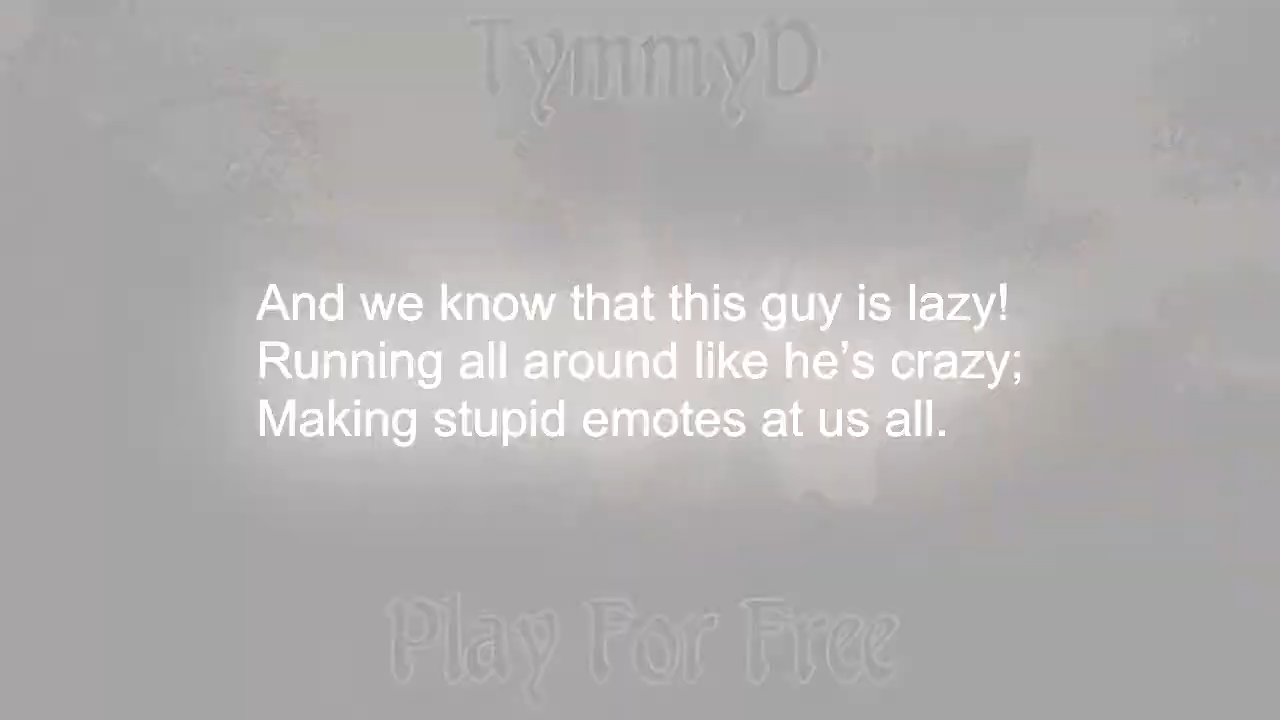 TymmyD
And we know that this guy is lazy!
Running all around like he’s crazy;
Making stupid emotes at us all.
Play For Free